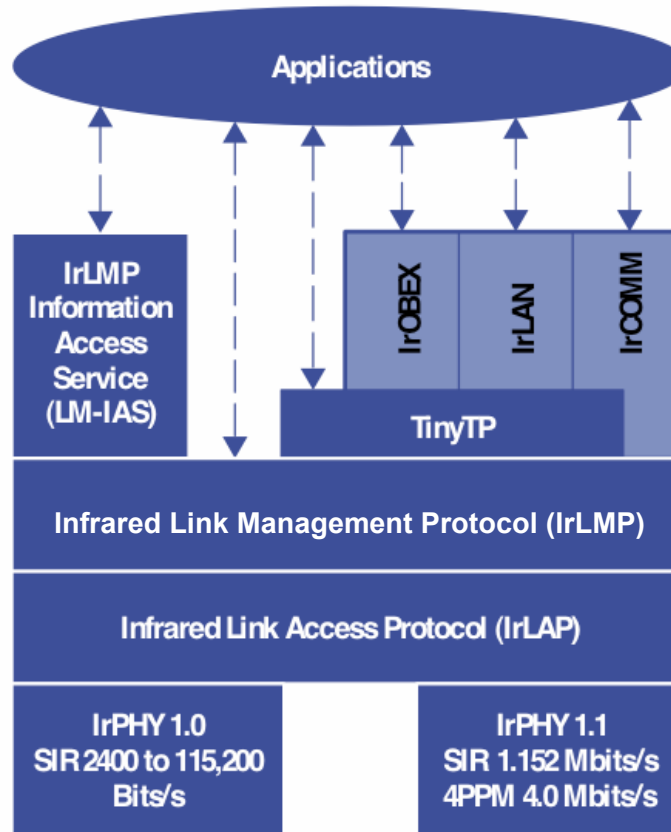 Applications
IrLMP
Information
Access
Service
(LM-IAS)
IrOBEX
IrLAN
IrCOMM
TinyTP
Infrared Link Management Protocol (IrLMP)
Infrared Link Access Protocol (IrLAP)
IrPHY 1.0
SIR 2400 to 115,200
Bits/s
IrPHY 1.1
SIR 1.152 Mbits/s
4PPM 4.0 Mbits/s